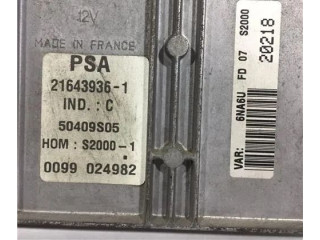 12V
MADE IN FRANCE
PSA
21643936-1
IND. : C
50409S05
HOM : S2000-1
0099 024982
VAR: 6NA6U FD 07 S2000
20218